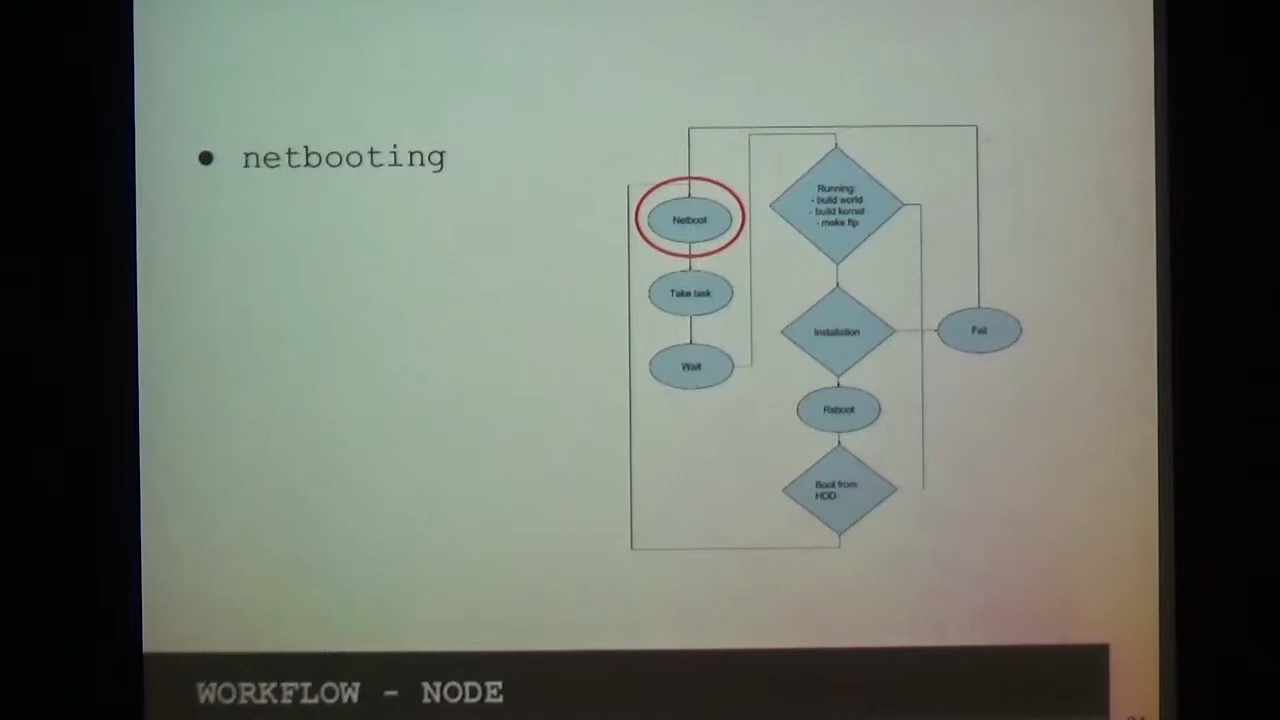 netbooting
Netboot
Take task
Wait
Running:
- build world
- build kernel
- make ftp
Installation
Reboot
Boot from
HDD
Fail
WORKFLOW - NODE